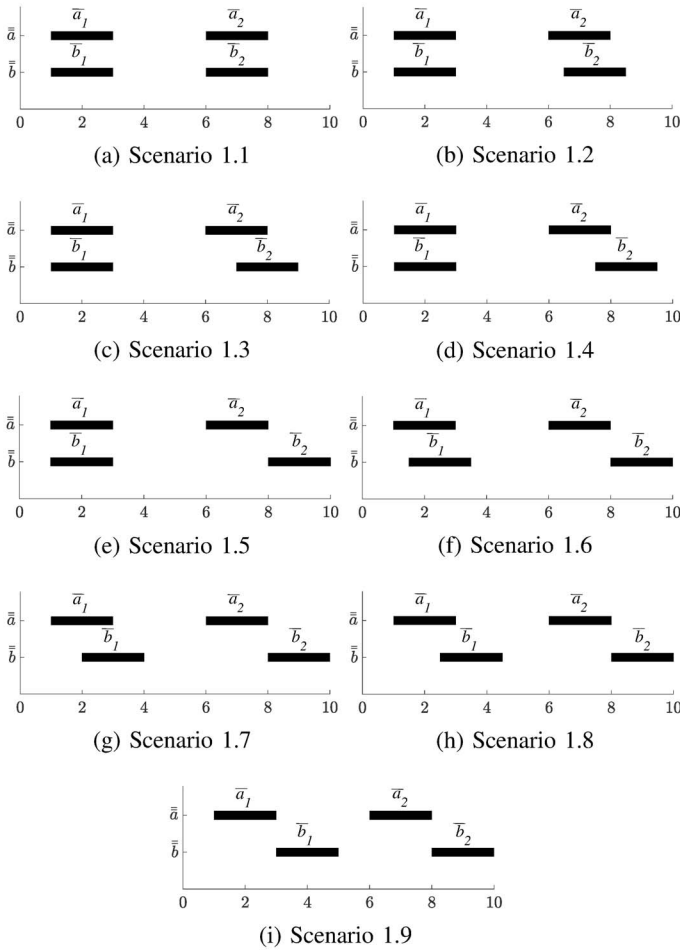 a̅₁ a̅₂
a̿
b̅₁ b̅₂
b̿
0 2 4 6 8 10
(a) Scenario 1.1
a̅₁ a̅₂
a̿
b̅₁ b̅₂
b̿
0 2 4 6 8 10
(b) Scenario 1.2
a̅₁ a̅₂
a̿
b̅₁ b̅₂
b̿
0 2 4 6 8 10
(c) Scenario 1.3
a̅₁ a̅₂
a̿
b̅₁ b̅₂
b̿
0 2 4 6 8 10
(d) Scenario 1.4
a̅₁ a̅₂
a̿
b̅₁ b̅₂
b̿
0 2 4 6 8 10
(e) Scenario 1.5
a̅₁ a̅₂
a̿
b̅₁ b̅₂
b̿
0 2 4 6 8 10
(f) Scenario 1.6
a̅₁ a̅₂
a̿
b̅₁ b̅₂
b̿
0 2 4 6 8 10
(g) Scenario 1.7
a̅₁ a̅₂
a̿
b̅₁ b̅₂
b̿
0 2 4 6 8 10
(h) Scenario 1.8
a̅₁ a̅₂
a̿
b̅₁ b̅₂
b̿
0 2 4 6 8 10
(i) Scenario 1.9